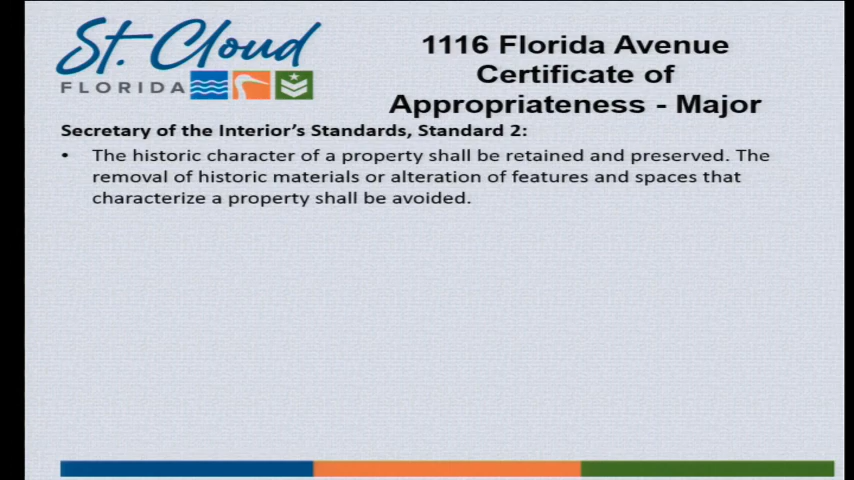 St. Cloud
FLORIDA
1116 Florida Avenue
Certificate of
Appropriateness - Major
Secretary of the Interior's Standards, Standard 2:
• The historic character of a property shall be retained and preserved. The
removal of historic materials or alteration of features and spaces that
characterize a property shall be avoided.